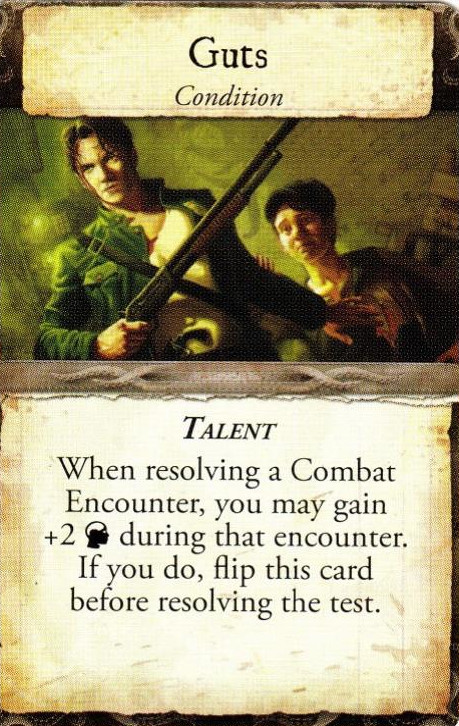 Guts
Condition
TALENT
When resolving a Combat
Encounter, you may gain
+2 during that encounter.
If you do, flip this card
before resolving the test.